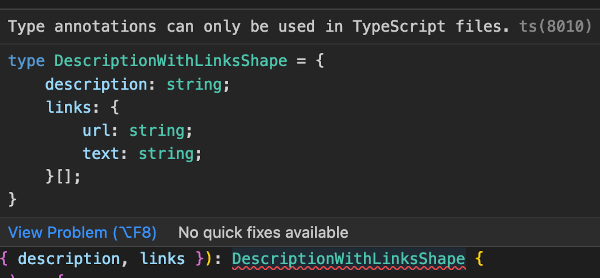 Type annotations can only be used in TypeScript files. ts(8010)
type DescriptionWithLinksShape = {
    description: string;
    links: {
        url: string;
        text: string;
    }[];
}
View Problem (⌥F8) No quick fixes available
{ description, links }): DescriptionWithLinksShape {